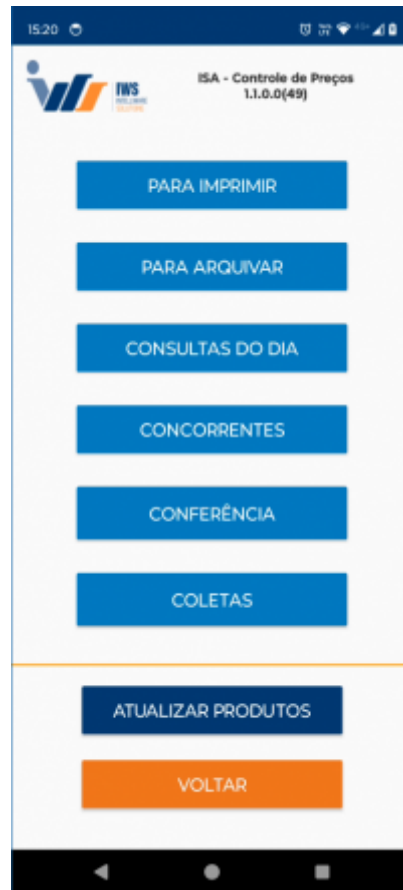 15:20
ISA - Controle de Preços
1.1.0.0(49)
IWS
PARA IMPRIMIR
PARA ARQUIVAR
CONSULTAS DO DIA
CONCORRENTES
CONFERÊNCIA
COLETAS
ATUALIZAR PRODUTOS
VOLTAR